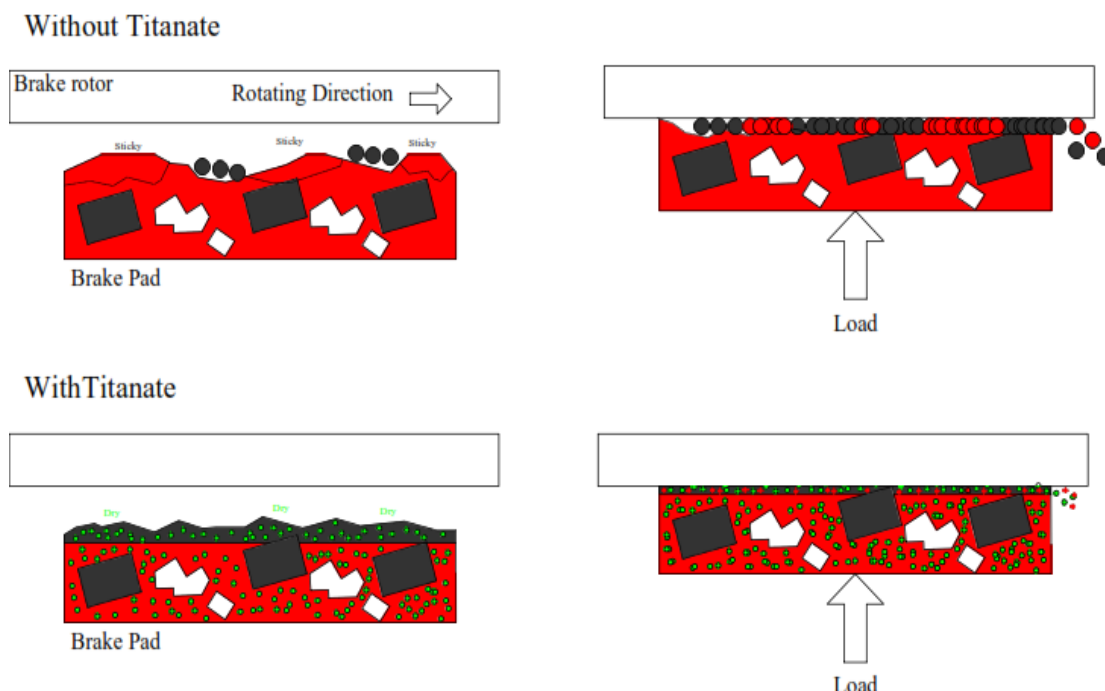 Without Titanate
Brake rotor
Rotating Direction
Sticky
Sticky
Sticky
Brake Pad
Load
WithTitanate
Dry
Dry
Dry
Brake Pad
Load